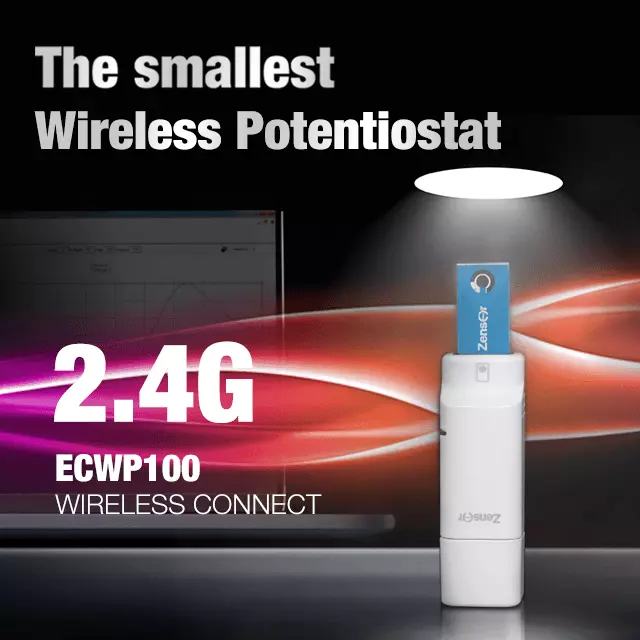 The smallest
Wireless Potentiostat
2.4G
ECWP100
WIRELESS CONNECT
Zensor
Zensor